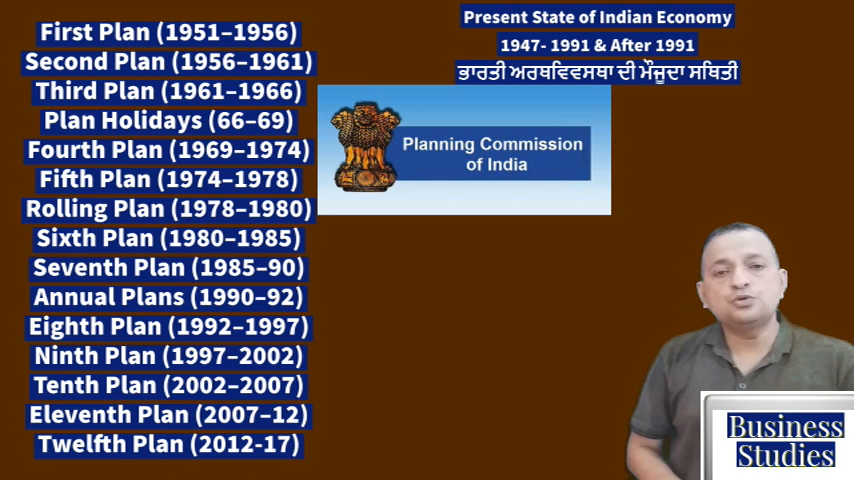 First Plan (1951–1956)
Second Plan (1956–1961)
Third Plan (1961–1966)
Plan Holidays (66–69)
Fourth Plan (1969–1974)
Fifth Plan (1974–1978)
Rolling Plan (1978–1980)
Sixth Plan (1980–1985)
Seventh Plan (1985–90)
Annual Plans (1990–92)
Eighth Plan (1992–1997)
Ninth Plan (1997–2002)
Tenth Plan (2002–2007)
Eleventh Plan (2007–12)
Twelfth Plan (2012-17)
Present State of Indian Economy
1947- 1991 & After 1991
ਭਾਰਤੀ ਅਰਥਵਿਵਸਥਾ ਦੀ ਮੌਜੂਦਾ ਸਥਿਤੀ
Planning Commission
of India
Business
Studies